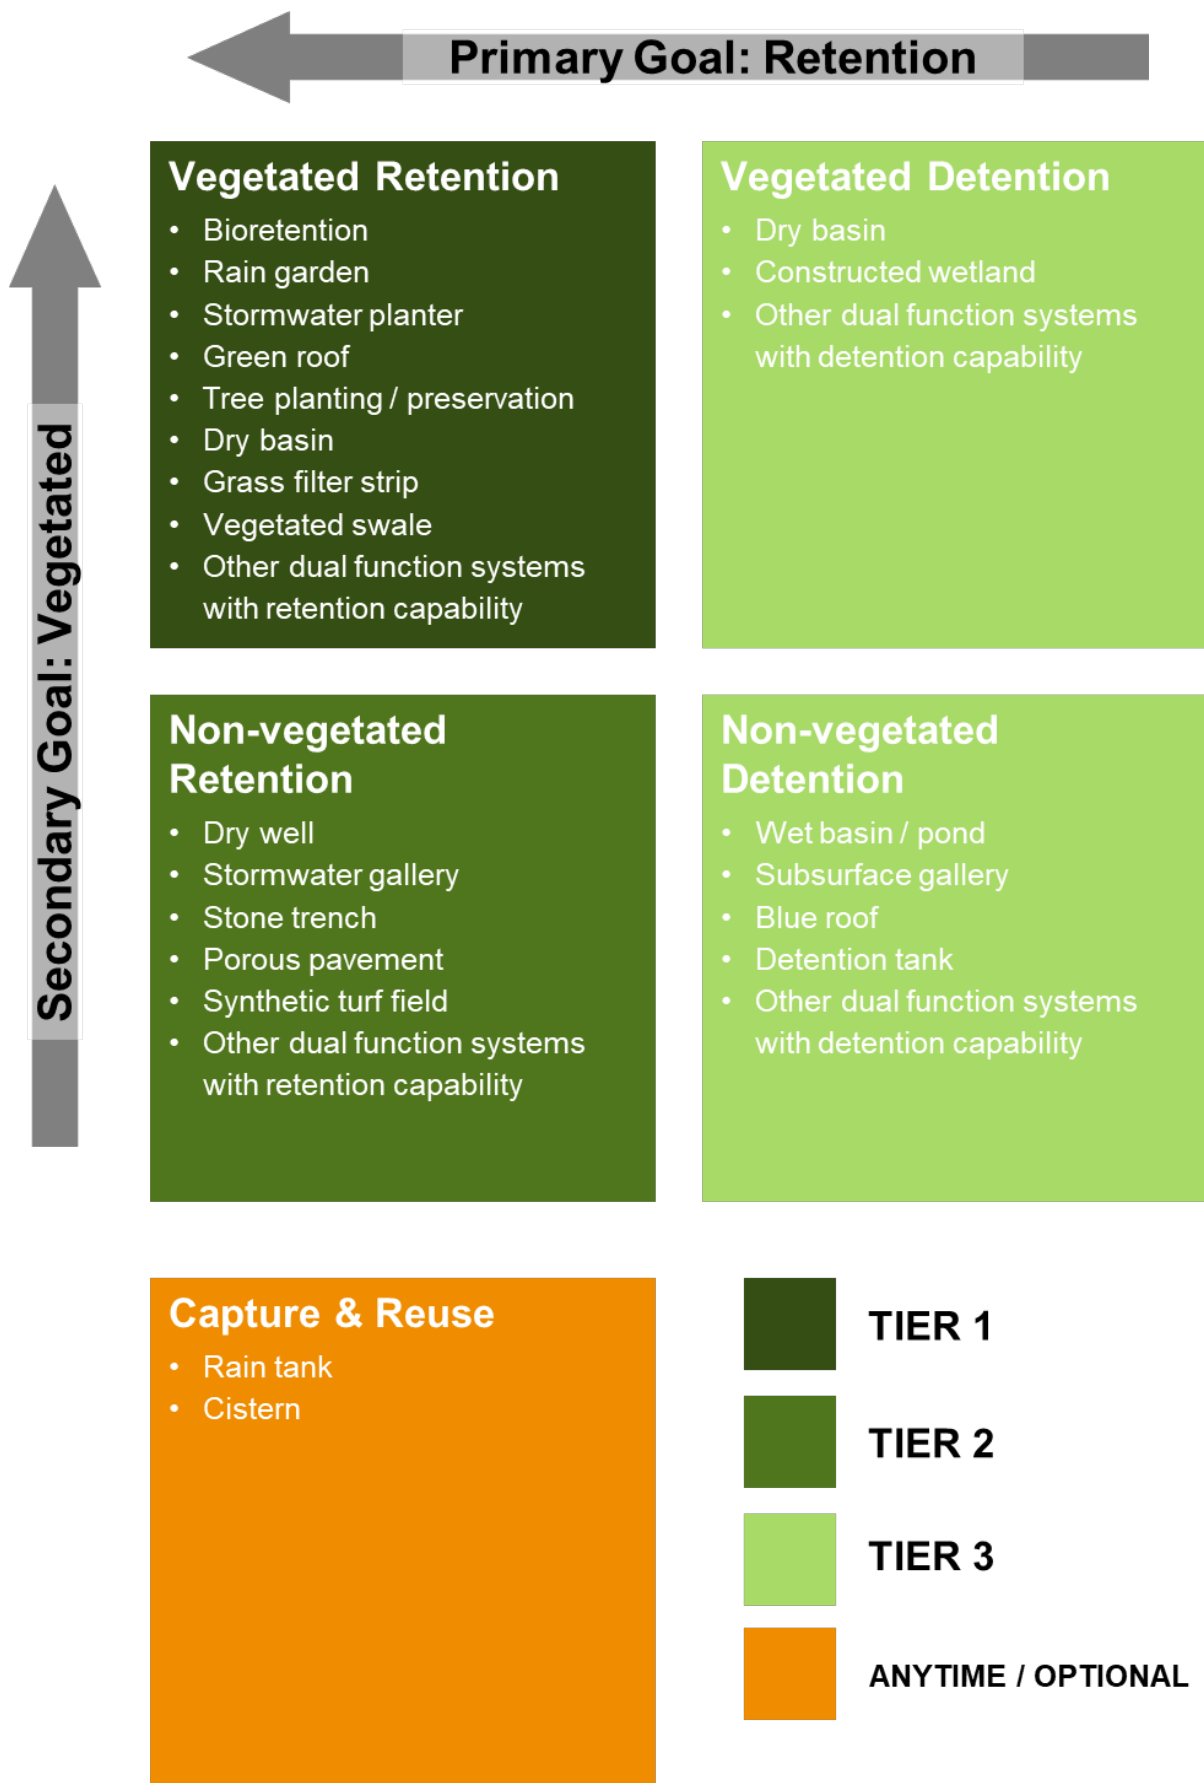 Primary Goal: Retention
Secondary Goal: Vegetated
Vegetated Retention
• Bioretention
• Rain garden
• Stormwater planter
• Green roof
• Tree planting / preservation
• Dry basin
• Grass filter strip
• Vegetated swale
• Other dual function systems
with retention capability
Vegetated Detention
• Dry basin
• Constructed wetland
• Other dual function systems
with detention capability
Non-vegetated
Retention
• Dry well
• Stormwater gallery
• Stone trench
• Porous pavement
• Synthetic turf field
• Other dual function systems
with retention capability
Non-vegetated
Detention
• Wet basin / pond
• Subsurface gallery
• Blue roof
• Detention tank
• Other dual function systems
with detention capability
Capture & Reuse
• Rain tank
• Cistern
TIER 1
TIER 2
TIER 3
ANYTIME / OPTIONAL